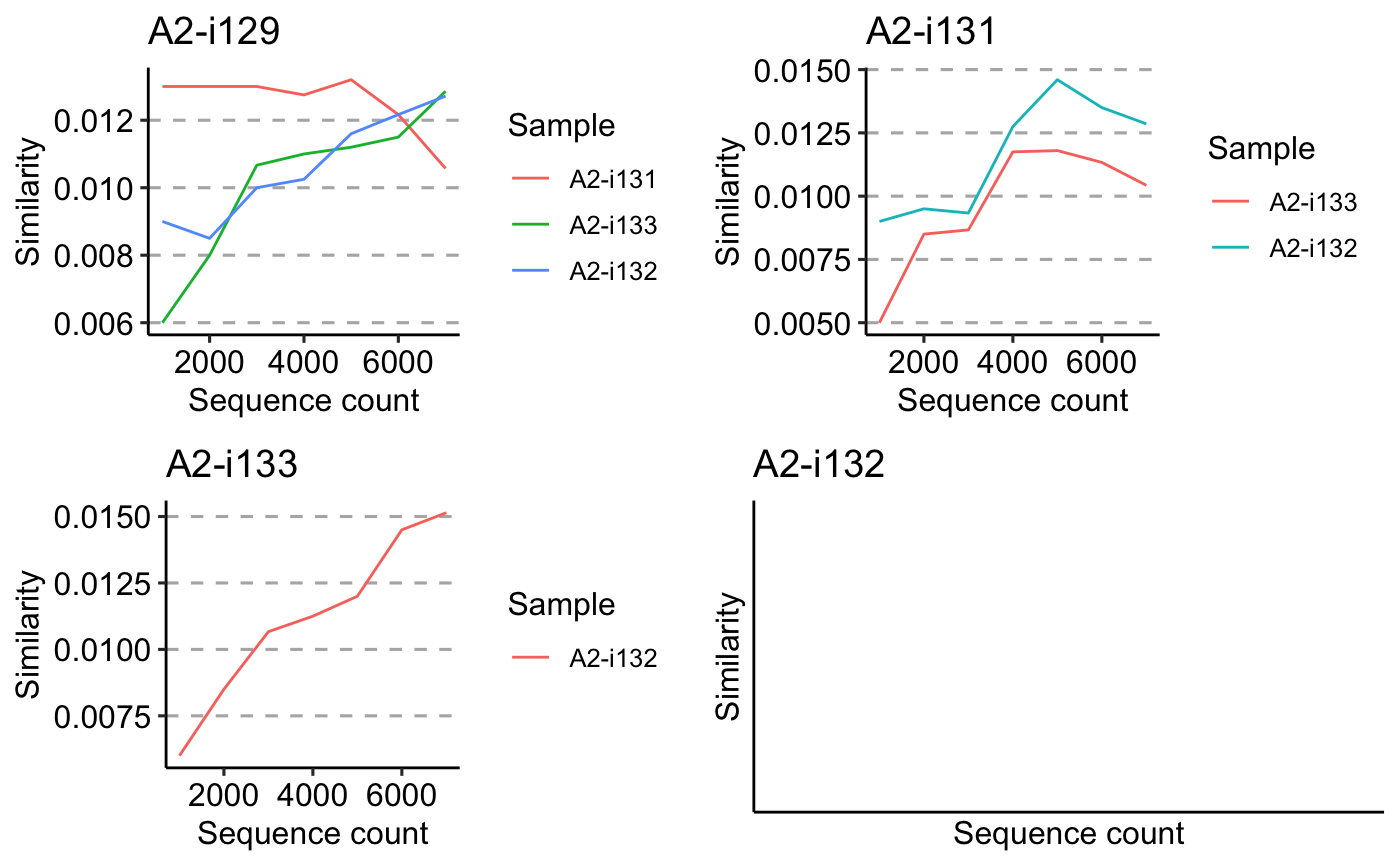 A2-i129
Similarity
0.012
0.010
0.008
0.006
2000 4000 6000
Sequence count
Sample
A2-i131
A2-i133
A2-i132
A2-i131
Similarity
0.0150
0.0125
0.0100
0.0075
0.0050
2000 4000 6000
Sequence count
Sample
A2-i133
A2-i132
A2-i133
Similarity
0.0150
0.0125
0.0100
0.0075
2000 4000 6000
Sequence count
Sample
A2-i132
A2-i132
Similarity
Sequence count